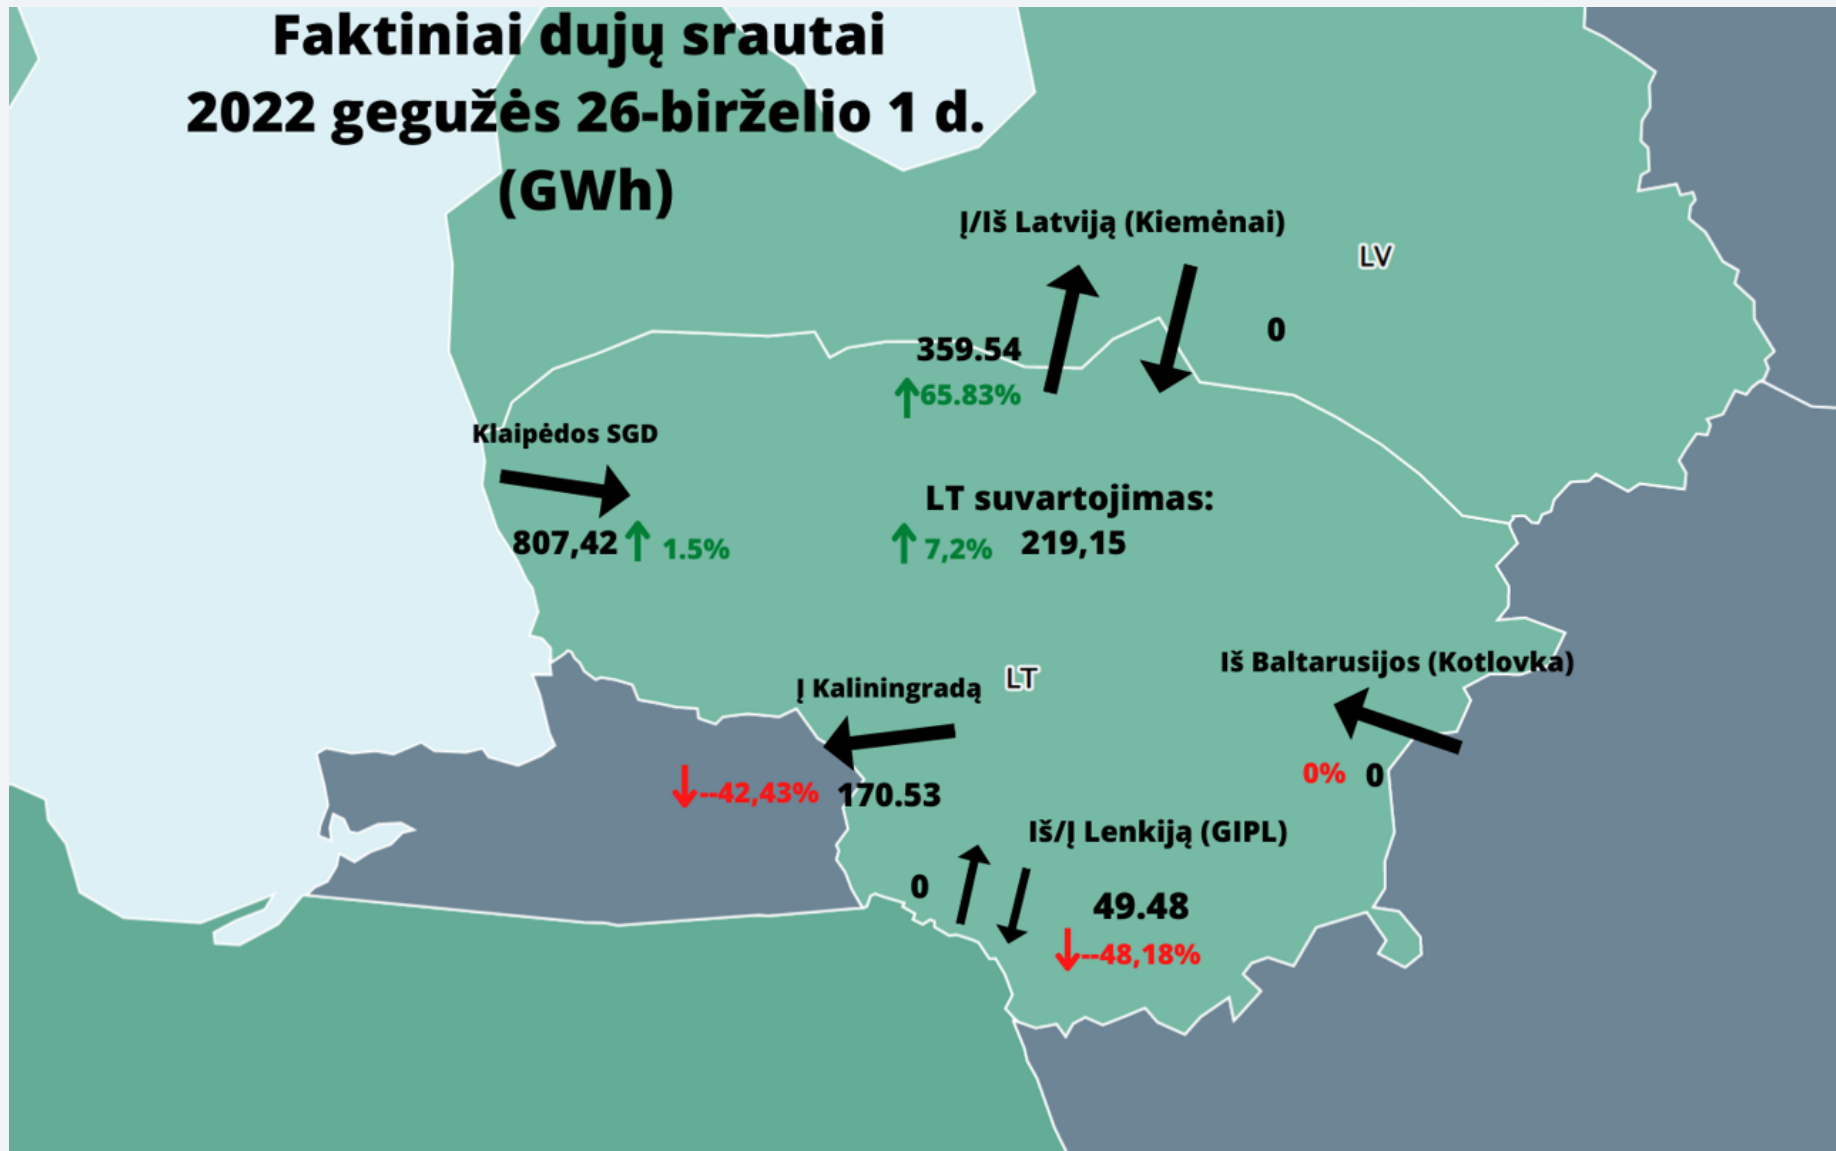 Faktiniai dujų srautai
2022 gegužės 26-birželio 1 d.
(GWh)
Į/Iš Latviją (Kiemėnai)
LV
0
359.54
65.83%
Klaipėdos SGD
807,42 1.5%
LT suvartojimas:
7,2% 219,15
Iš Baltarusijos (Kotlovka)
0% 0
LT
Į Kaliningradą
--42,43% 170.53
Iš/Į Lenkiją (GIPL)
0
49.48
--48,18%